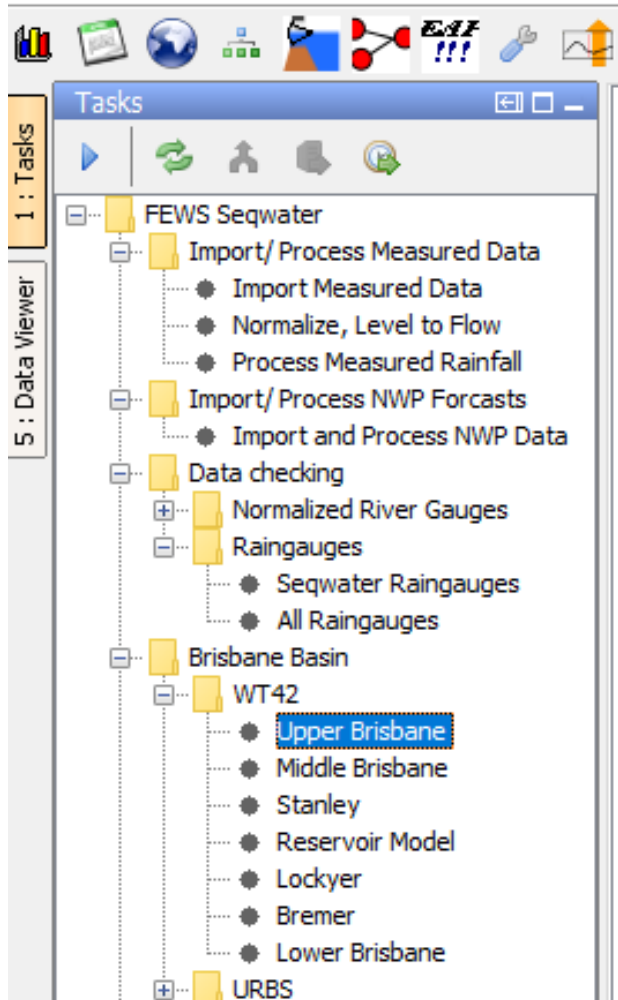 EAF
!!!
Tasks
1 : Tasks
5 : Data Viewer
FEWS Seqwater
Import/Process Measured Data
Import Measured Data
Normalize, Level to Flow
Process Measured Rainfall
Import/Process NWP Forcasts
Import and Process NWP Data
Data checking
Normalized River Gauges
Raingauges
Seqwater Raingauges
All Raingauges
Brisbane Basin
WT42
Upper Brisbane
Middle Brisbane
Stanley
Reservoir Model
Lockyer
Bremer
Lower Brisbane
URBS